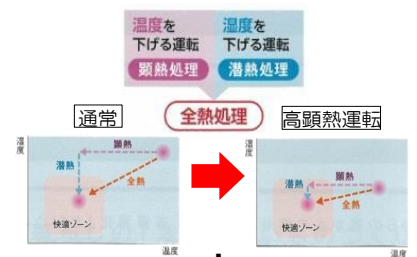 温度を
下げる運転
顕熱処理
湿度を
下げる運転
潜熱処理
全熱処理
通常
高顕熱運転
湿度
顕熱
潜熱
全熱
快適ゾーン
温度
湿度
顕熱
潜熱
全熱
快適ゾーン
温度